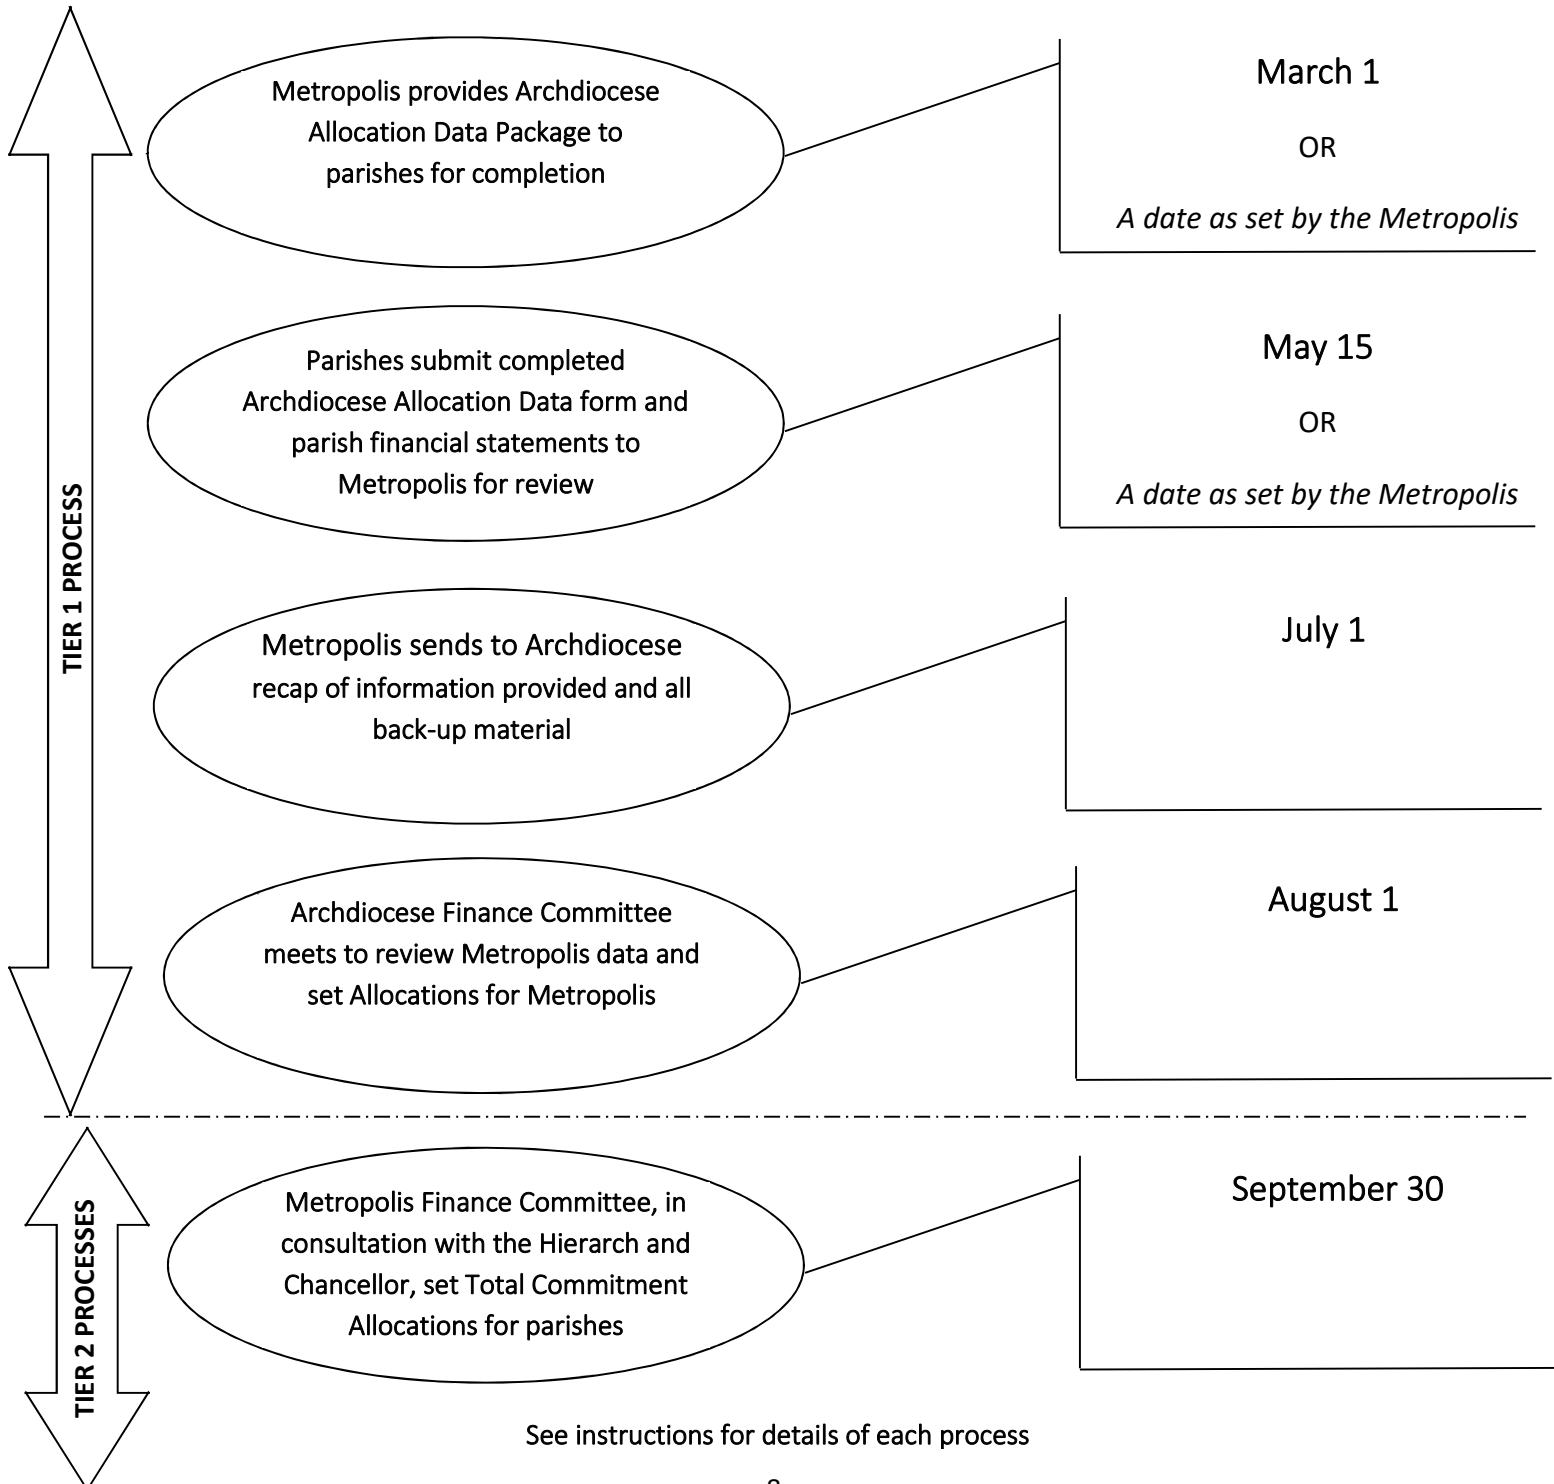 Metropolis provides Archdiocese
Allocation Data Package to
parishes for completion
March 1
OR
A date as set by the Metropolis
Parishes submit completed
Archdiocese Allocation Data form and
parish financial statements to
Metropolis for review
May 15
OR
A date as set by the Metropolis
TIER 1 PROCESS
Metropolis sends to Archdiocese
recap of information provided and all
back-up material
July 1
Archdiocese Finance Committee
meets to review Metropolis data and
set Allocations for Metropolis
August 1
TIER 2 PROCESSES
Metropolis Finance Committee, in
consultation with the Hierarch and
Chancellor, set Total Commitment
Allocations for parishes
September 30
See instructions for details of each process